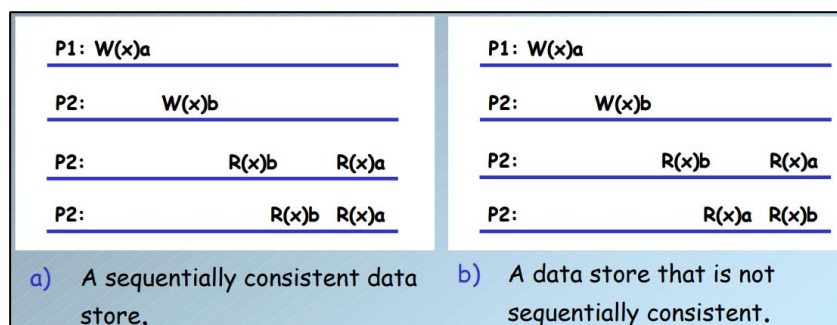 P1: W(x)a
P2: W(x)b
P2: R(x)b R(x)a
P2: R(x)b R(x)a
a) A sequentially consistent data
store.
P1: W(x)a
P2: W(x)b
P2: R(x)b R(x)a
P2: R(x)a R(x)b
b) A data store that is not
sequentially consistent.